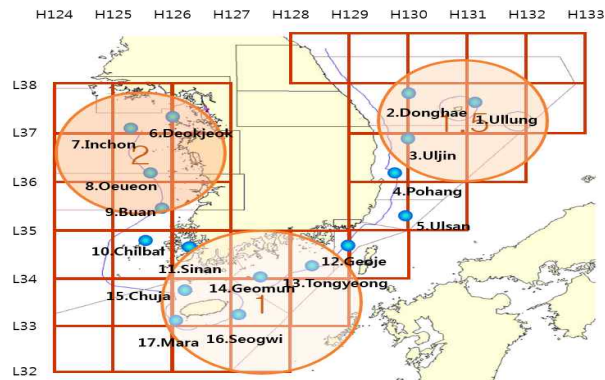 H124 H125 H126 H127 H128 H129 H130 H131 H132 H133
L38
2.Donghae 1.Ullung
1.5
L37
6.Deokjeok
7.Inchon
3.Uljin
2
L36
8.Oeueon
4.Pohang
9.Buan
5.Ulsan
L35
10.Chilbal
11.Sinan
12.Geoje
L34
13.Tongyeong
14.Geomun
15.Chuja
1
L33
16.Seogwi
17.Mara
L32